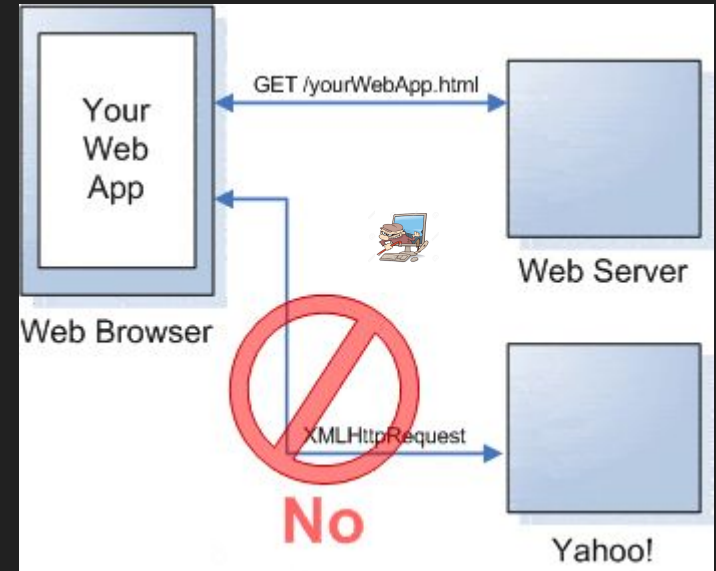 Your
Web
App
GET /yourWebApp.html
Web Server
Web Browser
XMLHttpRequest
No
Yahoo!